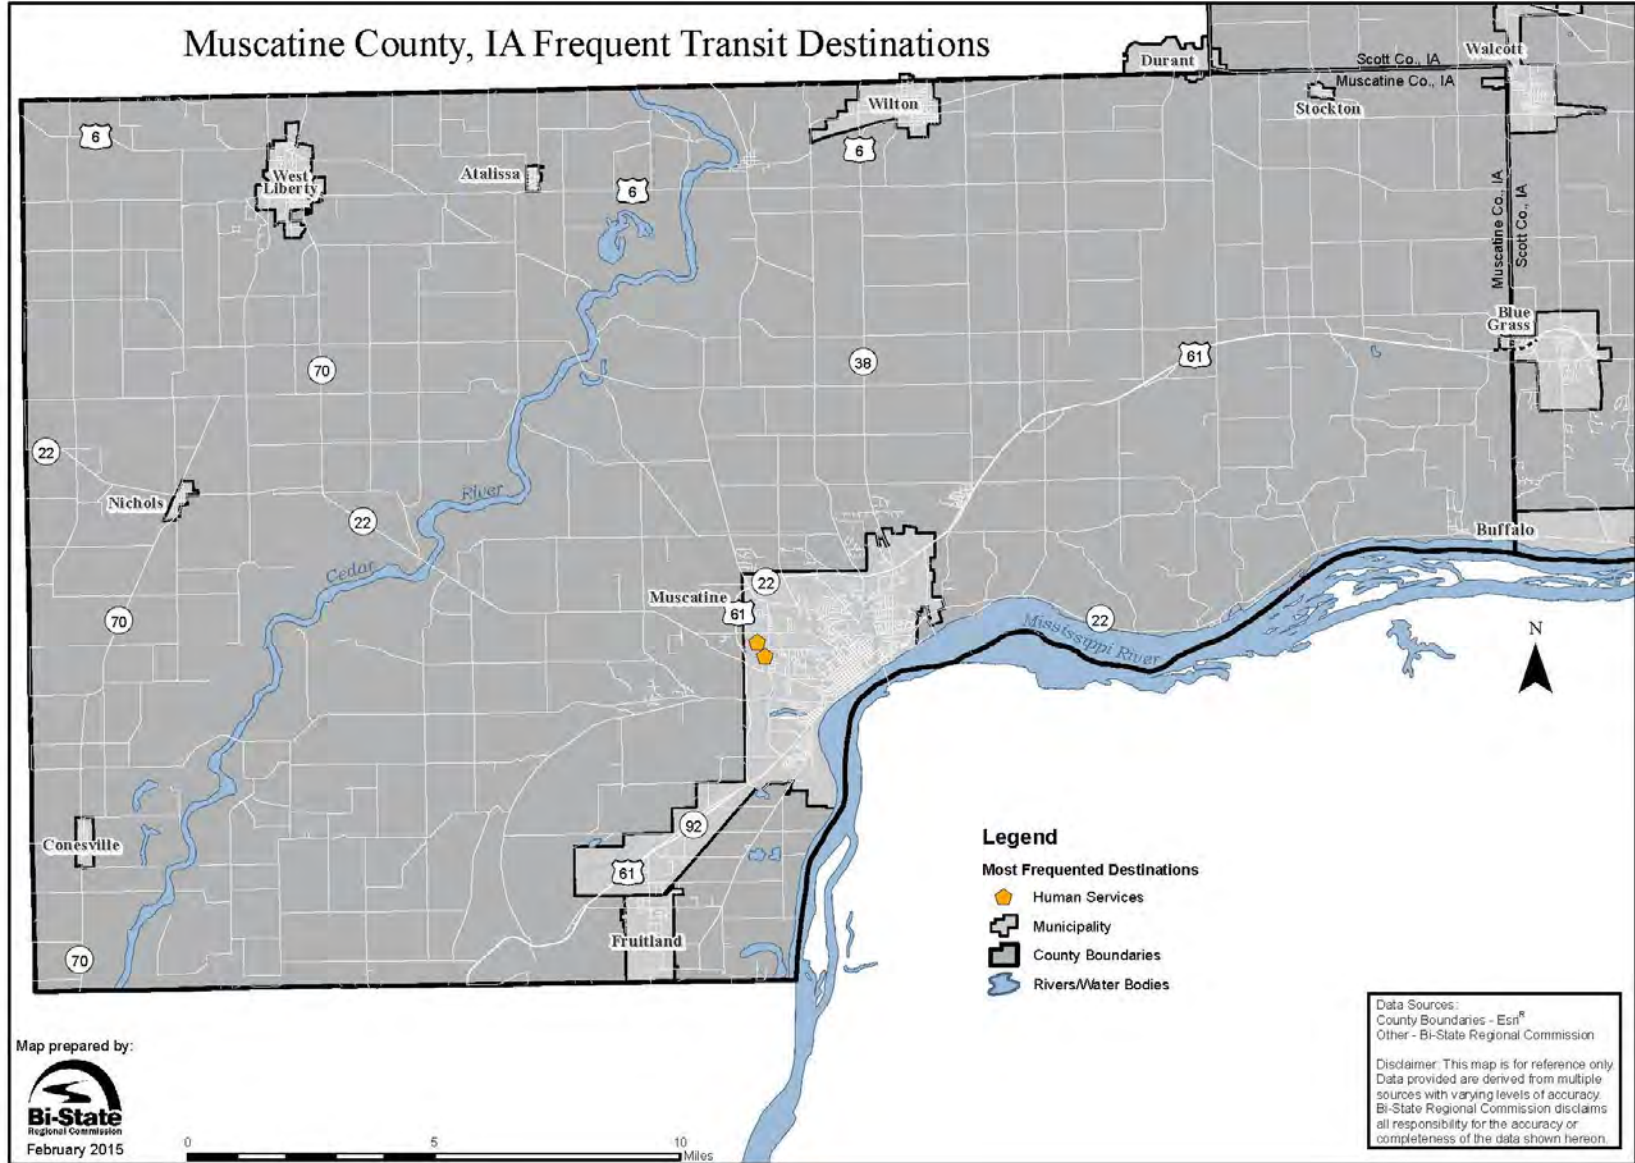 Muscatine County, IA Frequent Transit Destinations
Durant
Walcott
Scott Co., IA
Muscatine Co., IA
Wilton
Stockton
6
6
West
Liberty
Atalissa
6
Muscatine Co., IA
Scott Co., IA
Blue
Grass
70
38
61
22
Nichols
22
River
Cedar
Buffalo
Muscatine
22
61
70
22
Mississippi River
N
92
Conesville
61
Fruitland
70
Legend
Most Frequented Destinations
Human Services
Municipality
County Boundaries
Rivers/Water Bodies
Data Sources:
County Boundaries - Esri R
Other - Bi-State Regional Commission
Disclaimer: This map is for reference only.
Data provided are derived from multiple
sources with varying levels of accuracy.
Bi-State Regional Commission disclaims
all responsibility for the accuracy or
completeness of the data shown hereon.
Map prepared by:
Bi-State
Regional Commission
February 2015
0 5 10
Miles